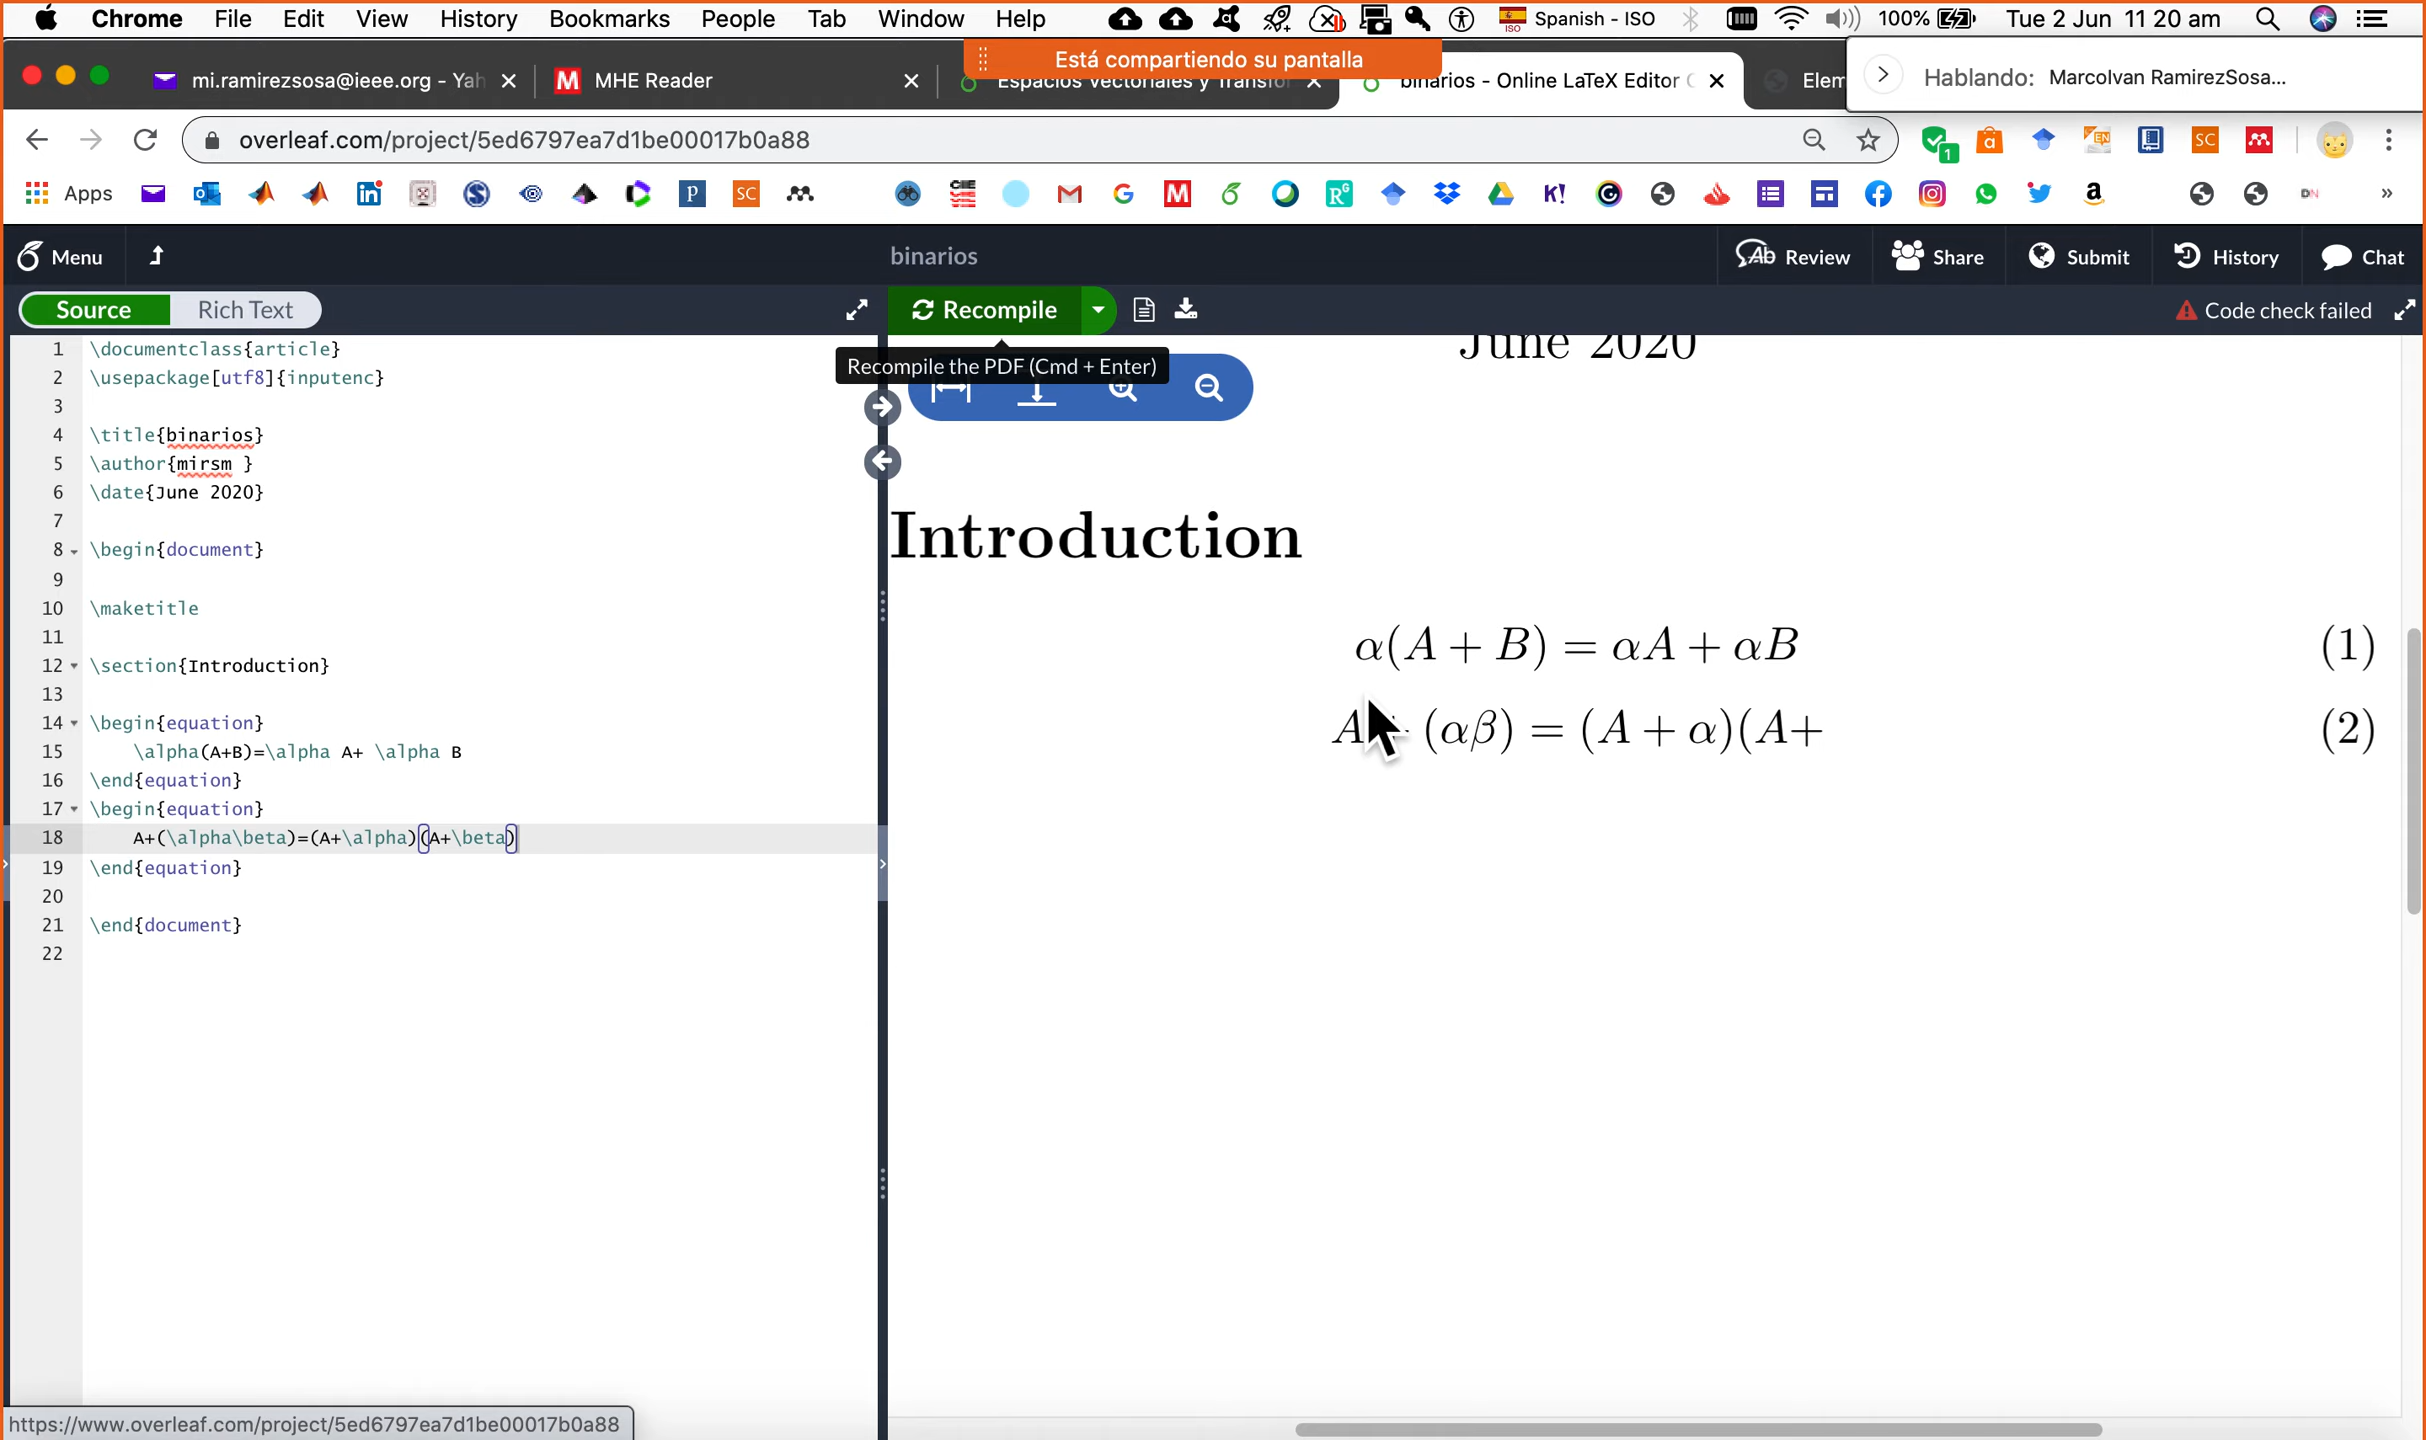 Chrome File Edit View History Bookmarks People Tab Window Help Spanish - ISO 100% Tue 2 Jun 11 20 am
Está compartiendo su pantalla
Hablando: MarcoIvan RamirezSosa...
mi.ramirezsosa@ieee.org - Yah MHE Reader Espacios Vectoriales y Transfor binarios - Online LaTeX Editor Elem
overleaf.com/project/5ed6797ea7d1be00017b0a88
Apps
Menu binarios Review Share Submit History Chat
Source Rich Text Recompile Code check failed
Recompile the PDF (Cmd + Enter)
1 \documentclass{article}
2 \usepackage[utf8]{inputenc}
3
4 \title{binarios}
5 \author{mirsm }
6 \date{June 2020}
7
8 \begin{document}
9
10 \maketitle
11
12 \section{Introduction}
13
14 \begin{equation}
15 \alpha(A+B)=\alpha A+ \alpha B
16 \end{equation}
17 \begin{equation}
18 A+(\alpha\beta)=(A+\alpha)(A+\beta)
19 \end{equation}
20
21 \end{document}
22
June 2020
Introduction
α(A + B) = αA + αB (1)
A + (αβ) = (A + α)(A+ (2)
https://www.overleaf.com/project/5ed6797ea7d1be00017b0a88